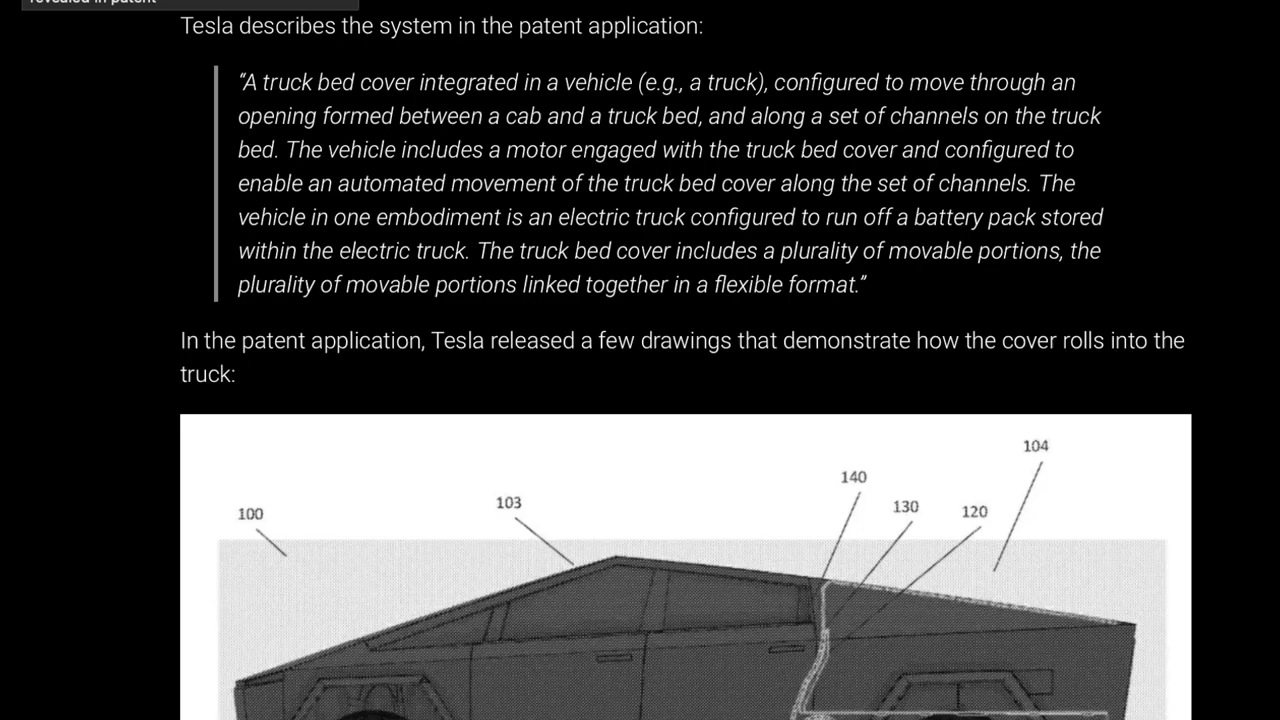 revealed in patent
Tesla describes the system in the patent application:
“A truck bed cover integrated in a vehicle (e.g., a truck), configured to move through an
opening formed between a cab and a truck bed, and along a set of channels on the truck
bed. The vehicle includes a motor engaged with the truck bed cover and configured to
enable an automated movement of the truck bed cover along the set of channels. The
vehicle in one embodiment is an electric truck configured to run off a battery pack stored
within the electric truck. The truck bed cover includes a plurality of movable portions, the
plurality of movable portions linked together in a flexible format.”
In the patent application, Tesla released a few drawings that demonstrate how the cover rolls into the
truck:
104
140
103
130
120
100